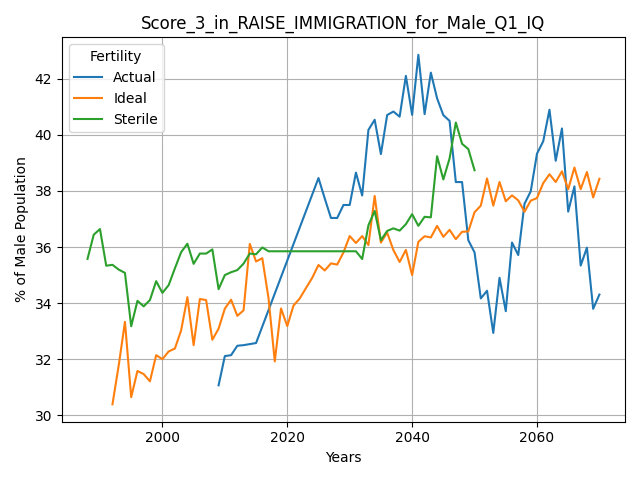 Score_3_in_RAISE_IMMIGRATION_for_Male_Q1_IQ
Fertility
Actual
Ideal
Sterile
% of Male Population
42
40
38
36
34
32
30
2000
2020
2040
2060
Years